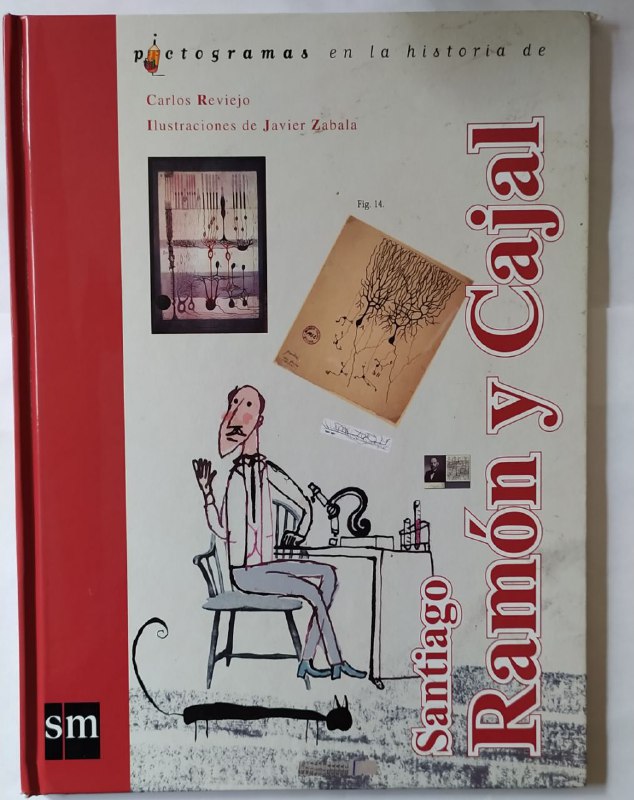 pictogramas en la historia de
Carlos Reviejo
Ilustraciones de Javier Zabala
Fig. 14.
Santiago
Ramón y Cajal
sm